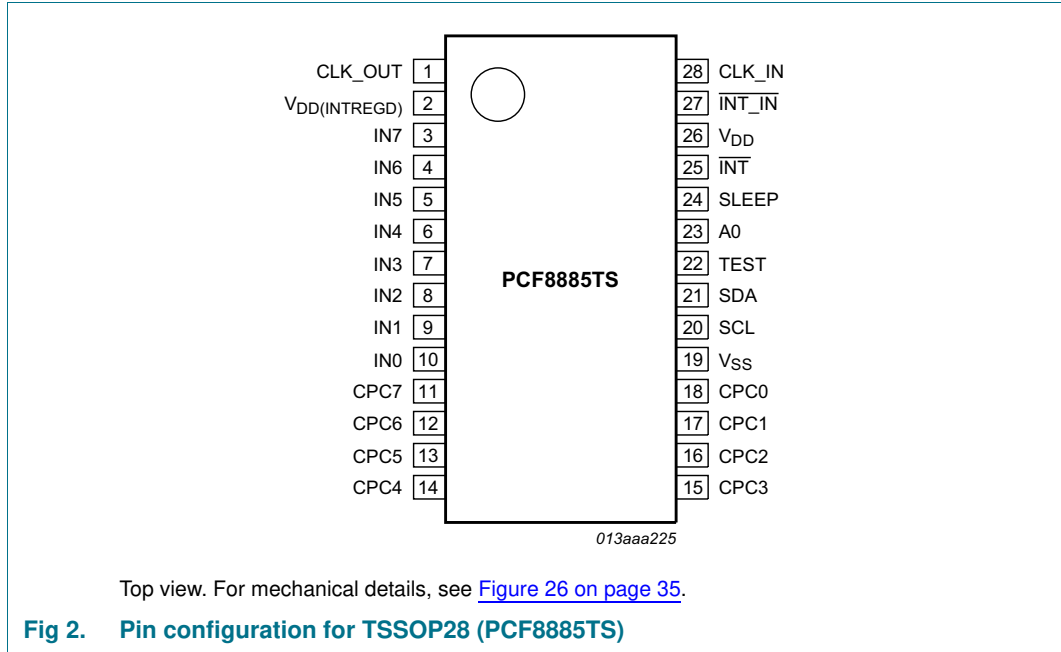 CLK_OUT 1 28 CLK_IN
VDD(INTREGD) 2 27 INT_IN
IN7 3 26 VDD
IN6 4 25 INT
IN5 5 24 SLEEP
IN4 6 23 A0
IN3 7 22 TEST
PCF8885TS
IN2 8 21 SDA
IN1 9 20 SCL
IN0 10 19 VSS
CPC7 11 18 CPC0
CPC6 12 17 CPC1
CPC5 13 16 CPC2
CPC4 14 15 CPC3
013aaa225
Top view. For mechanical details, see Figure 26 on page 35.
Fig 2. Pin configuration for TSSOP28 (PCF8885TS)